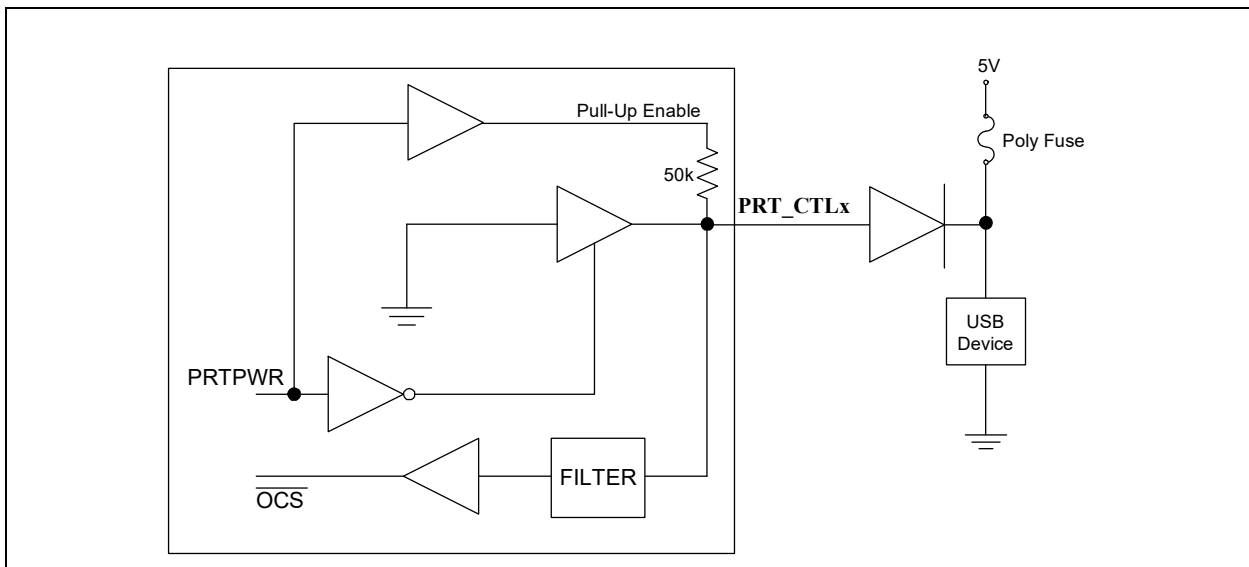 5V
Pull-Up Enable
Poly Fuse
50k
PRT_CTLx
USB
Device
PRTPWR
FILTER
OCS